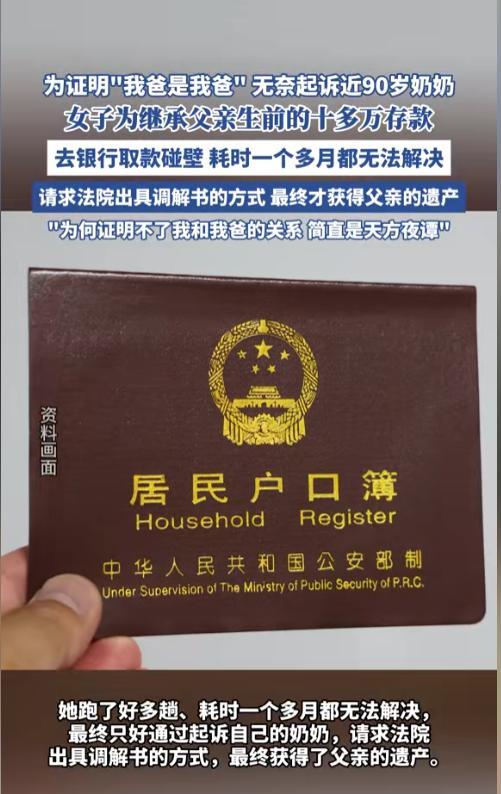 为证明"我爸是我爸" 无奈起诉近90岁奶奶
女子为继承父亲生前的十多万存款
去银行取款碰壁 耗时一个多月都无法解决
请求法院出具调解书的方式 最终才获得父亲的遗产
"为何证明不了我和我爸的关系 简直是天方夜谭"
资料画面
居民户口簿
Household Register
中华人民共和国公安部制
Under Supervision of The Ministry of Public Security of P.R.C.
她跑了好多趟、耗时一个多月都无法解决，
最终只好通过起诉自己的奶奶，请求法院
出具调解书的方式，最终获得了父亲的遗产。